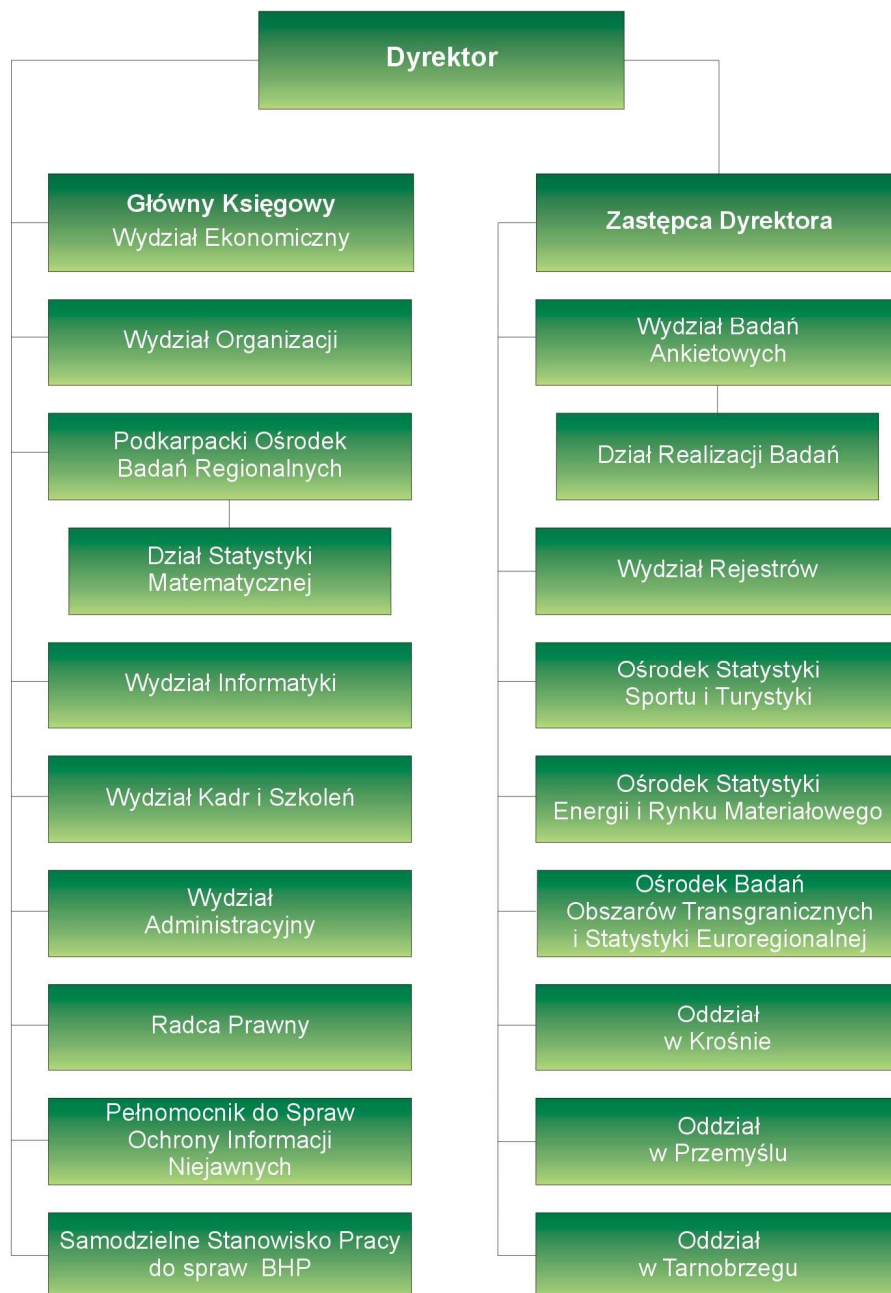 Dyrektor
Główny Księgowy
Wydział Ekonomiczny
Wydział Organizacji
Podkarpacki Ośrodek
Badań Regionalnych
Dział Statystyki
Matematycznej
Wydział Informatyki
Wydział Kadr i Szkoleń
Wydział
Administracyjny
Radca Prawny
Pełnomocnik do Spraw
Ochrony Informacji
Niejawnych
Samodzielne Stanowisko Pracy
do spraw BHP
Zastępca Dyrektora
Wydział Badań
Ankietowych
Dział Realizacji Badań
Wydział Rejestrów
Ośrodek Statystyki
Sportu i Turystyki
Ośrodek Statystyki
Energii i Rynku Materiałowego
Ośrodek Badań
Obszarów Transgranicznych
i Statystyki Euroregionalnej
Oddział
w Krośnie
Oddział
w Przemyślu
Oddział
w Tarnobrzegu